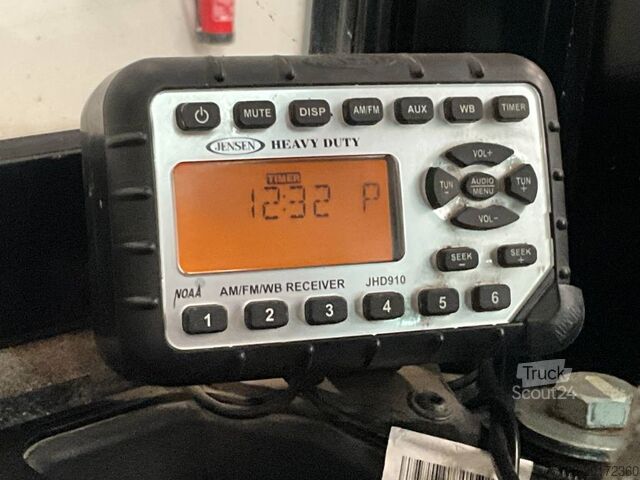 MUTE DISP AM/FM AUX WB TIMER
JENSEN HEAVY DUTY
VOL+
TUN - AUDIO MENU TUN +
VOL-
TIMER
12:32 P
SEEK - SEEK +
NOAA AM/FM/WB RECEIVER JHD910
1 2 3 4 5 6
Truck
Scout24